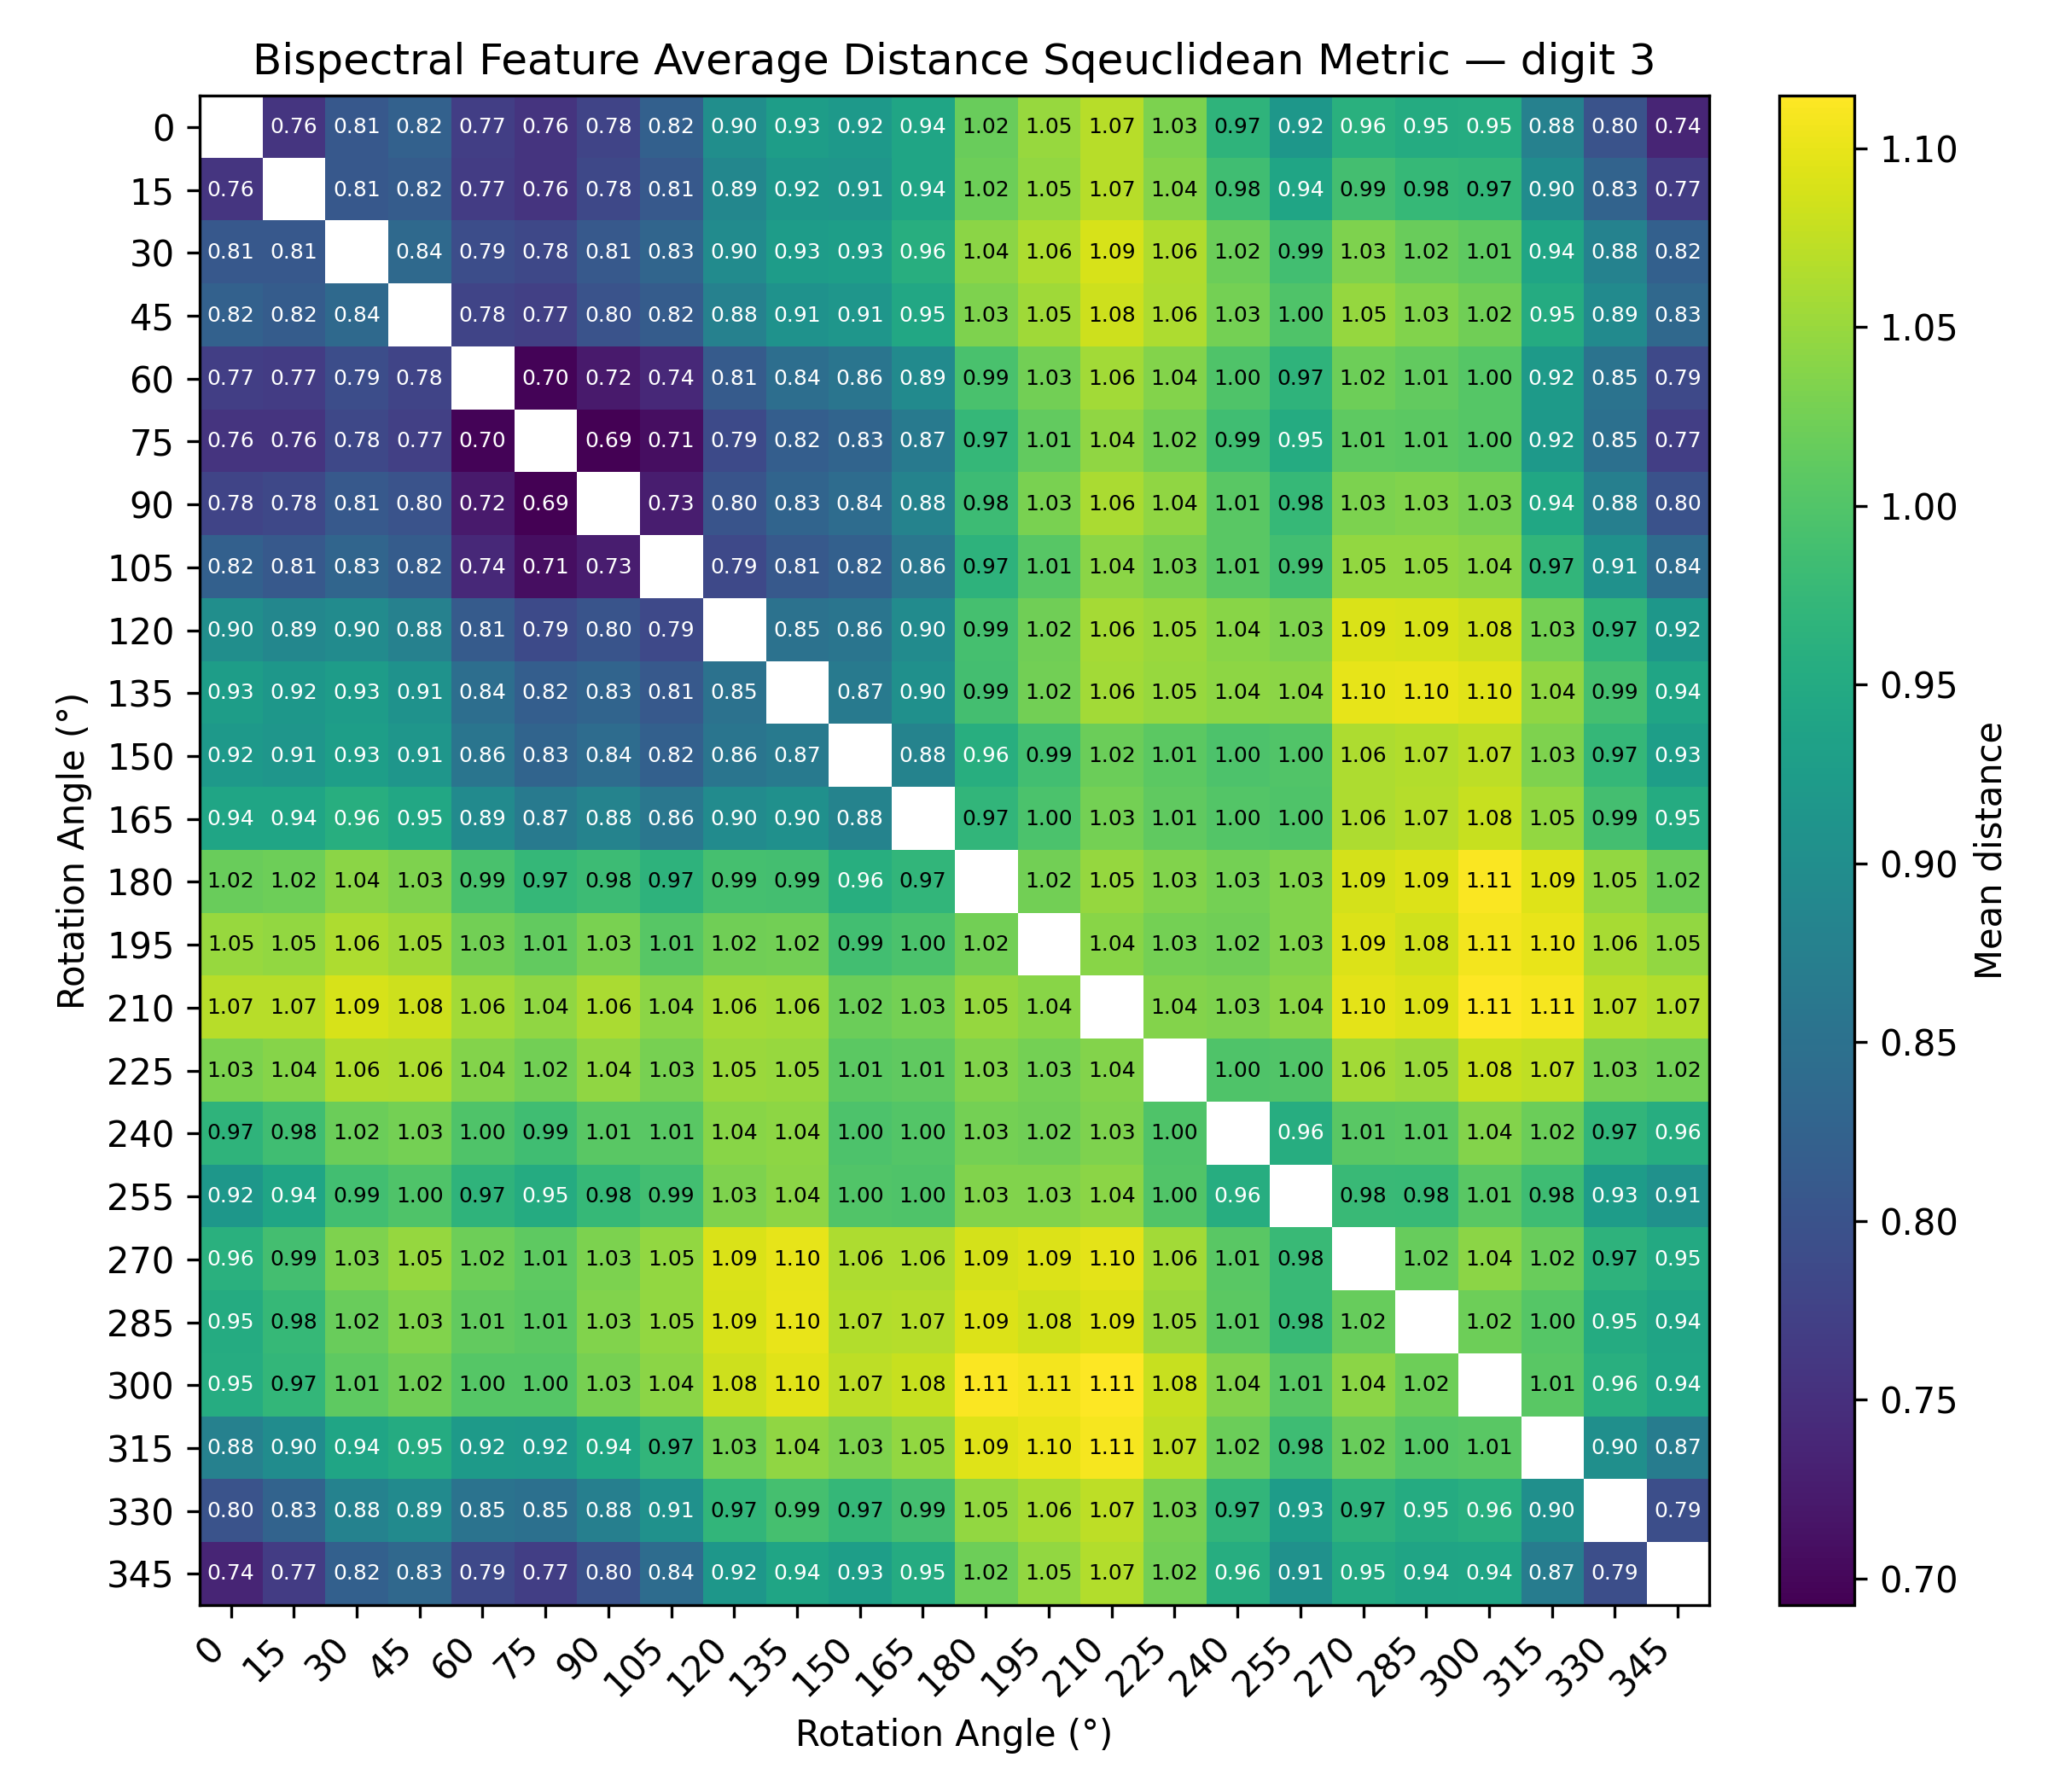 Bispectral Feature Average Distance Sqeuclidean Metric — digit 3
0 0.76 0.81 0.82 0.77 0.76 0.78 0.82 0.90 0.93 0.92 0.94 1.02 1.05 1.07 1.03 0.97 0.92 0.96 0.95 0.95 0.88 0.80 0.74
15 0.76 0.81 0.82 0.77 0.76 0.78 0.81 0.89 0.92 0.91 0.94 1.02 1.05 1.07 1.04 0.98 0.94 0.99 0.98 0.97 0.90 0.83 0.77
30 0.81 0.81 0.84 0.79 0.78 0.81 0.83 0.90 0.93 0.93 0.96 1.04 1.06 1.09 1.06 1.02 0.99 1.03 1.02 1.01 0.94 0.88 0.82
45 0.82 0.82 0.84 0.78 0.77 0.80 0.82 0.88 0.91 0.91 0.95 1.03 1.05 1.08 1.06 1.03 1.00 1.05 1.03 1.02 0.95 0.89 0.83
60 0.77 0.77 0.79 0.78 0.70 0.72 0.74 0.81 0.84 0.86 0.89 0.99 1.03 1.06 1.04 1.00 0.97 1.02 1.01 1.00 0.92 0.85 0.79
75 0.76 0.76 0.78 0.77 0.70 0.69 0.71 0.79 0.82 0.83 0.87 0.97 1.01 1.04 1.02 0.99 0.95 1.01 1.01 1.00 0.92 0.85 0.77
90 0.78 0.78 0.81 0.80 0.72 0.69 0.73 0.80 0.83 0.84 0.88 0.98 1.03 1.06 1.04 1.01 0.98 1.03 1.03 1.03 0.94 0.88 0.80
105 0.82 0.81 0.83 0.82 0.74 0.71 0.73 0.79 0.81 0.82 0.86 0.97 1.01 1.04 1.03 1.01 0.99 1.05 1.05 1.04 0.97 0.91 0.84
120 0.90 0.89 0.90 0.88 0.81 0.79 0.80 0.79 0.85 0.86 0.90 0.99 1.02 1.06 1.05 1.04 1.03 1.09 1.09 1.08 1.03 0.97 0.92
135 0.93 0.92 0.93 0.91 0.84 0.82 0.83 0.81 0.85 0.87 0.90 0.99 1.02 1.06 1.05 1.04 1.04 1.10 1.10 1.10 1.04 0.99 0.94
150 0.92 0.91 0.93 0.91 0.86 0.83 0.84 0.82 0.86 0.87 0.88 0.96 0.99 1.02 1.01 1.00 1.00 1.06 1.07 1.07 1.03 0.97 0.93
165 0.94 0.94 0.96 0.95 0.89 0.87 0.88 0.86 0.90 0.90 0.88 0.97 1.00 1.03 1.01 1.00 1.00 1.06 1.07 1.08 1.05 0.99 0.95
180 1.02 1.02 1.04 1.03 0.99 0.97 0.98 0.97 0.99 0.99 0.96 0.97 1.02 1.05 1.03 1.03 1.03 1.09 1.09 1.11 1.09 1.05 1.02
195 1.05 1.05 1.06 1.05 1.03 1.01 1.03 1.01 1.02 1.02 0.99 1.00 1.02 1.04 1.03 1.02 1.03 1.09 1.08 1.11 1.10 1.06 1.05
210 1.07 1.07 1.09 1.08 1.06 1.04 1.06 1.04 1.06 1.06 1.02 1.03 1.05 1.04 1.04 1.03 1.04 1.10 1.09 1.11 1.11 1.07 1.07
225 1.03 1.04 1.06 1.06 1.04 1.02 1.04 1.03 1.05 1.05 1.01 1.01 1.03 1.03 1.04 1.00 1.00 1.06 1.05 1.08 1.07 1.03 1.02
240 0.97 0.98 1.02 1.03 1.00 0.99 1.01 1.01 1.04 1.04 1.00 1.00 1.03 1.02 1.03 1.00 0.96 1.01 1.01 1.04 1.02 0.97 0.96
255 0.92 0.94 0.99 1.00 0.97 0.95 0.98 0.99 1.03 1.04 1.00 1.00 1.03 1.03 1.04 1.00 0.96 0.98 0.98 1.01 0.98 0.93 0.91
270 0.96 0.99 1.03 1.05 1.02 1.01 1.03 1.05 1.09 1.10 1.06 1.06 1.09 1.09 1.10 1.06 1.01 0.98 1.02 1.04 1.02 0.97 0.95
285 0.95 0.98 1.02 1.03 1.01 1.01 1.03 1.05 1.09 1.10 1.07 1.07 1.09 1.08 1.09 1.05 1.01 0.98 1.02 1.02 1.00 0.95 0.94
300 0.95 0.97 1.01 1.02 1.00 1.00 1.03 1.04 1.08 1.10 1.07 1.08 1.11 1.11 1.11 1.08 1.04 1.01 1.04 1.02 1.01 0.96 0.94
315 0.88 0.90 0.94 0.95 0.92 0.92 0.94 0.97 1.03 1.04 1.03 1.05 1.09 1.10 1.11 1.07 1.02 0.98 1.02 1.00 1.01 0.90 0.87
330 0.80 0.83 0.88 0.89 0.85 0.85 0.88 0.91 0.97 0.99 0.97 0.99 1.05 1.06 1.07 1.03 0.97 0.93 0.97 0.95 0.96 0.90 0.79
345 0.74 0.77 0.82 0.83 0.79 0.77 0.80 0.84 0.92 0.94 0.93 0.95 1.02 1.05 1.07 1.02 0.96 0.91 0.95 0.94 0.94 0.87 0.79
0 15 30 45 60 75 90 105 120 135 150 165 180 195 210 225 240 255 270 285 300 315 330 345
Rotation Angle (°)
Rotation Angle (°)
1.10
1.05
1.00
0.95
0.90
0.85
0.80
0.75
0.70
Mean distance